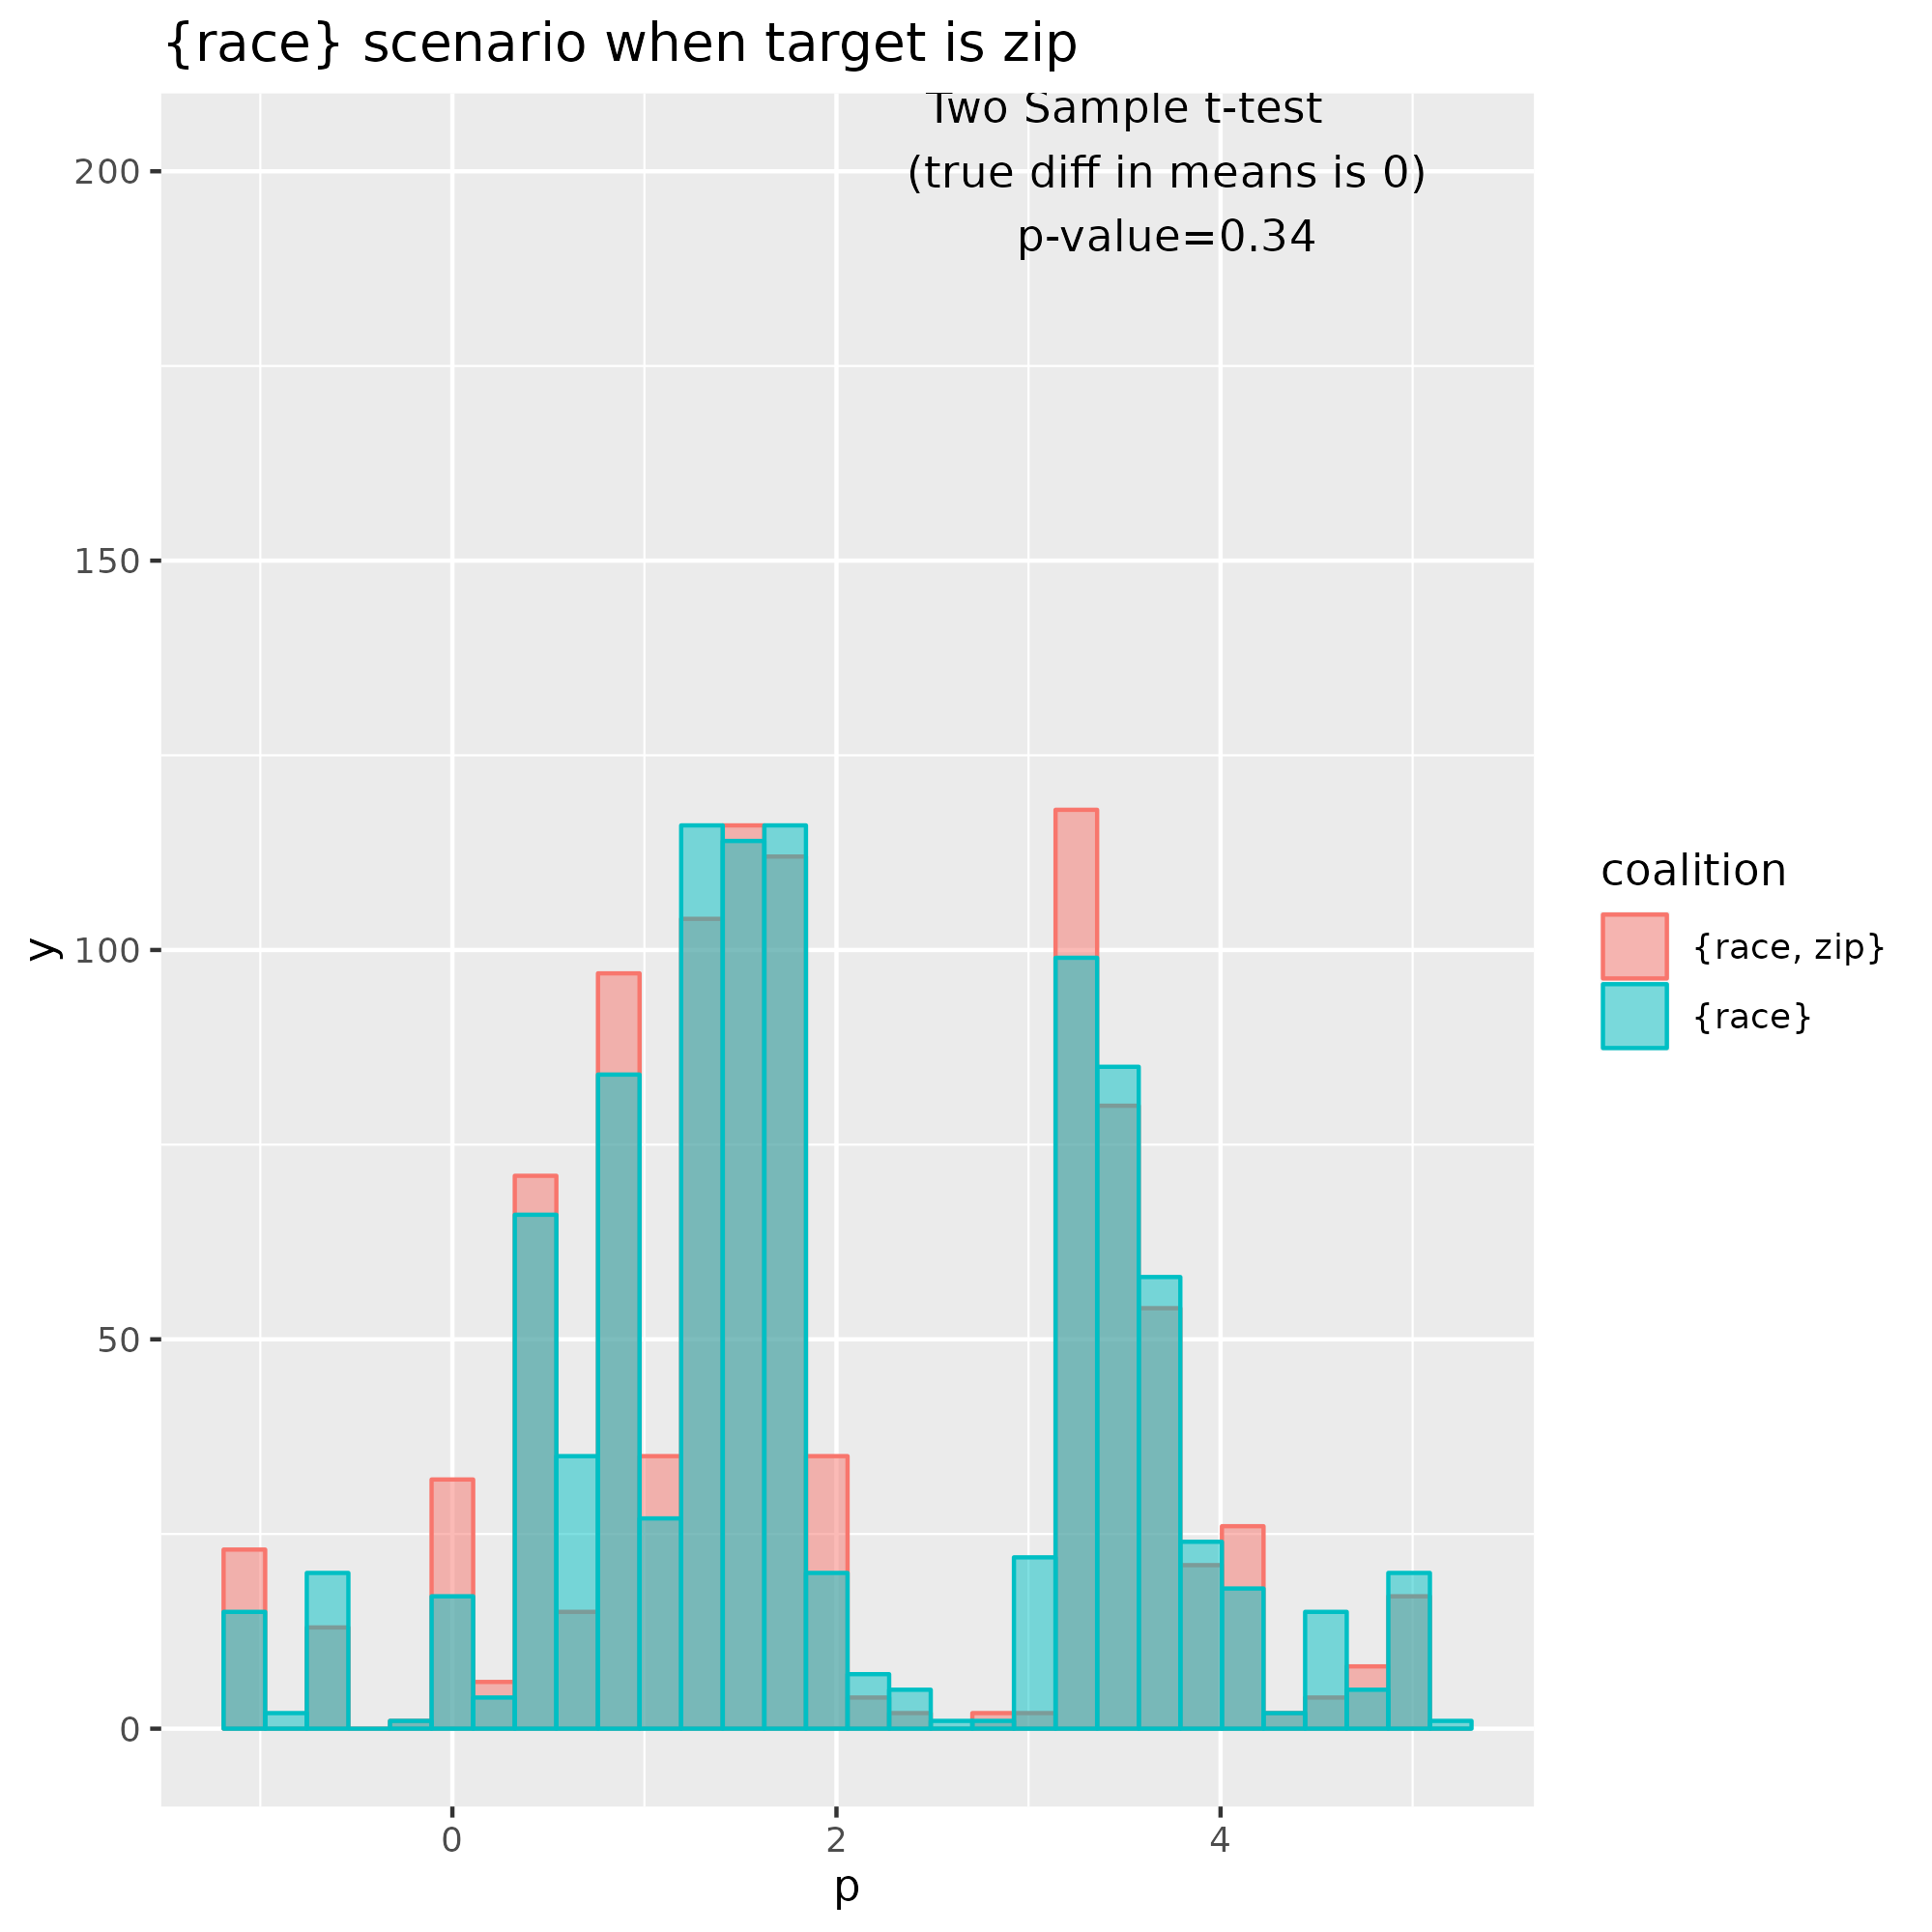 {race} scenario when target is zip
Two Sample t-test
(true diff in means is 0)
p-value=0.34
200
150
100
50
0
y
0
2
4
p
coalition
{race, zip}
{race}